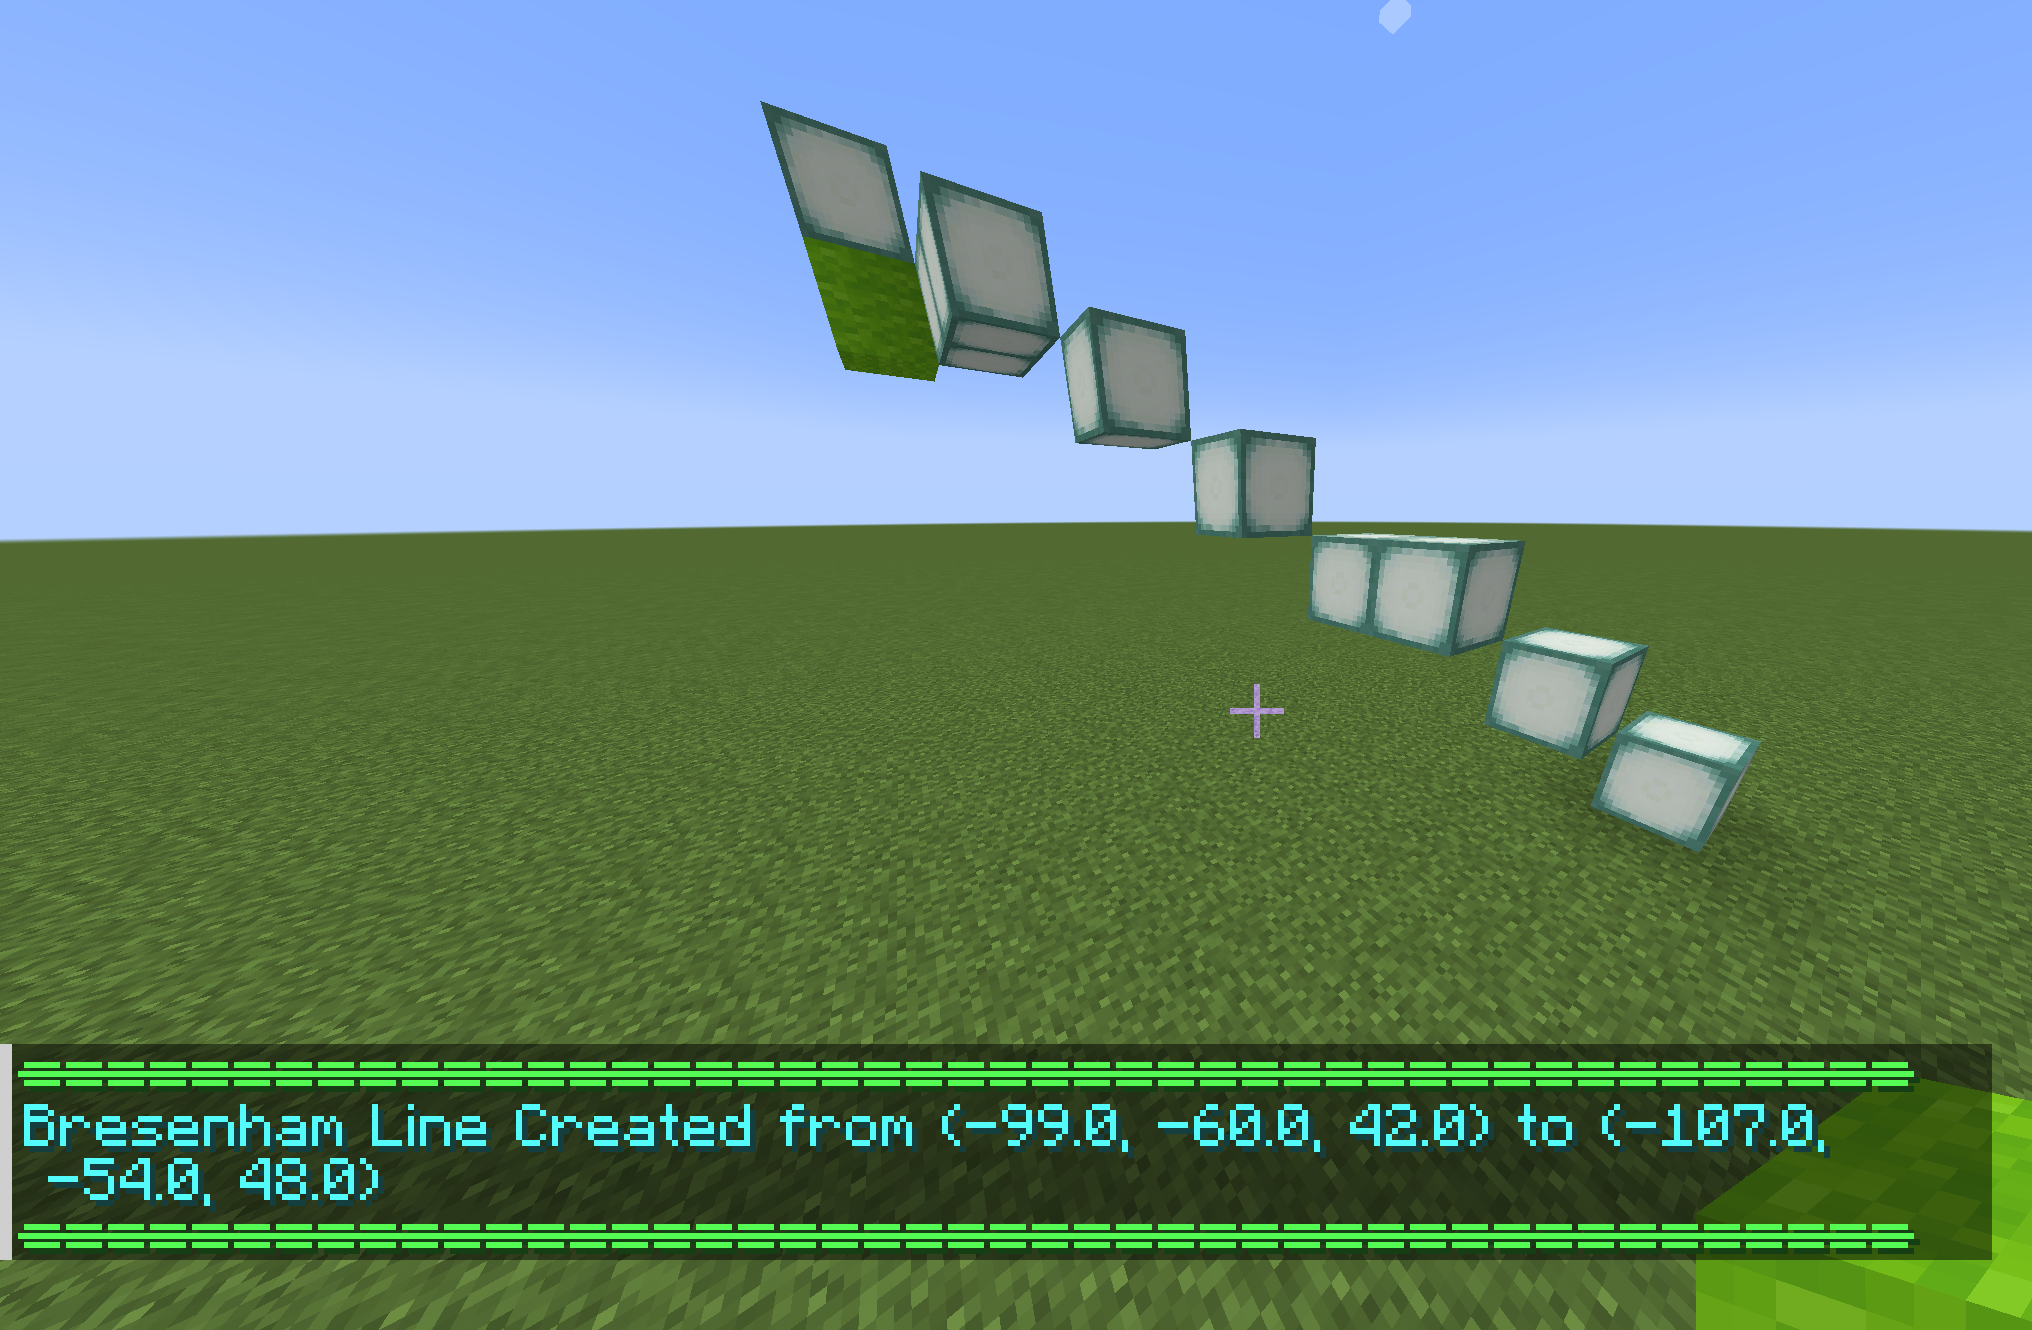 Bresenham Line Created from (-99.0, -60.0, 42.0) to (-107.0,
-54.0, 48.0)